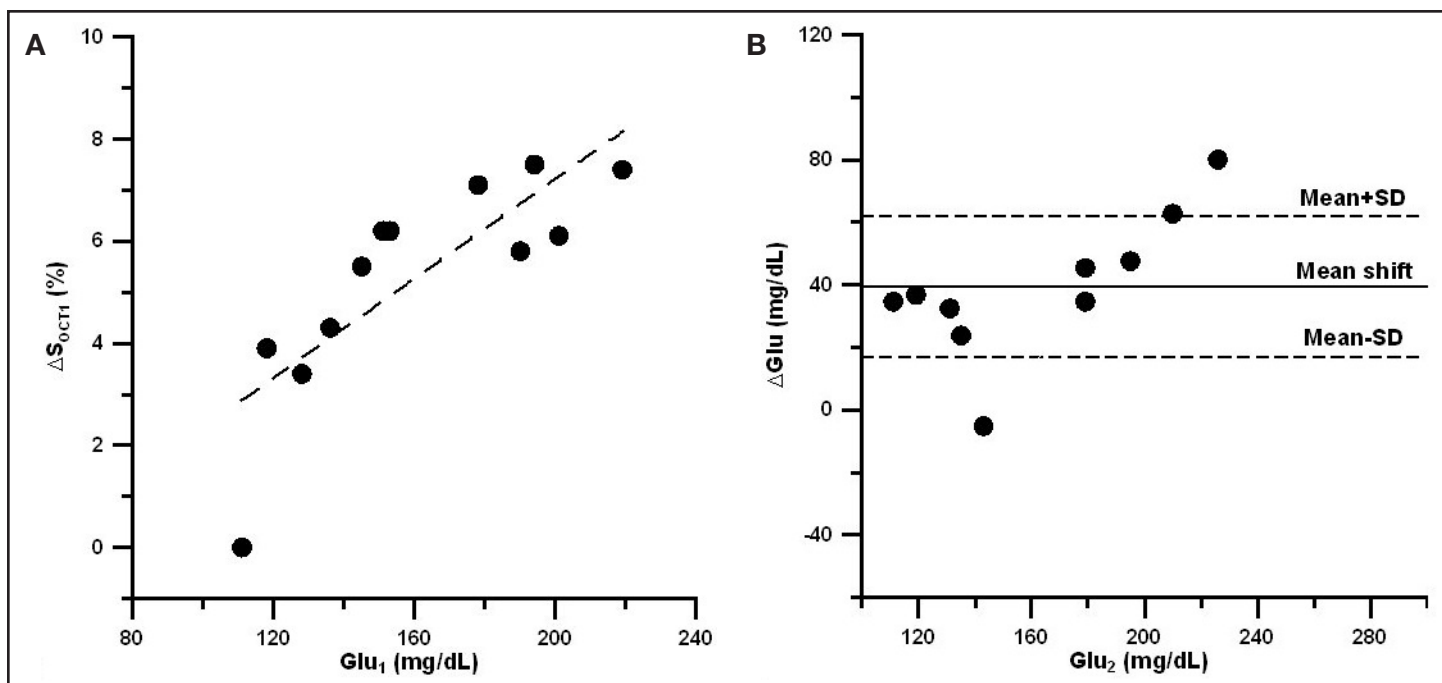 A
10
8
6
4
2
0
ΔS_OCT1 (%)
80 120 160 200 240
Glu₁ (mg/dL)
B
120
80
40
0
-40
ΔGlu (mg/dL)
Mean+SD
Mean shift
Mean-SD
120 160 200 240 280
Glu₂ (mg/dL)